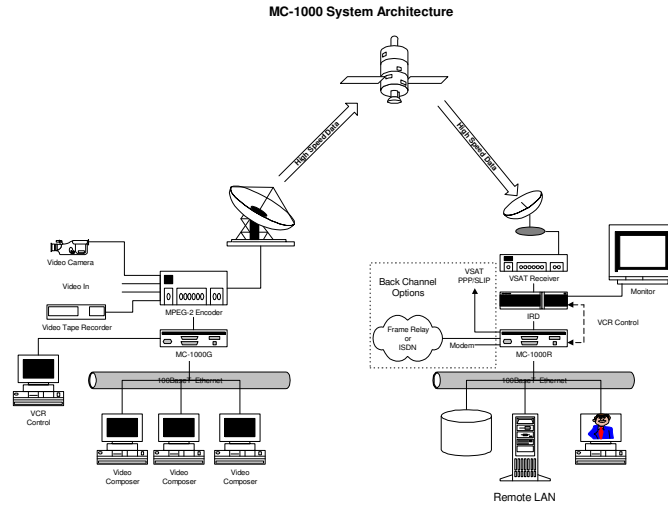 MC-1000 System Architecture
High Speed Data
High Speed Data
Video Camera
Video In
Video Tape Recorder
MPEG-2 Encoder
MC-1000G
VCR
Control
100Base T Ethernet
Video
Composer
Video
Composer
Video
Composer
Back Channel
Options
VSAT
PPP/SLIP
Frame Relay
or
ISDN
Modem
VSAT Receiver
IRD
MC-1000R
VCR Control
Monitor
100Base T Ethernet
Remote LAN